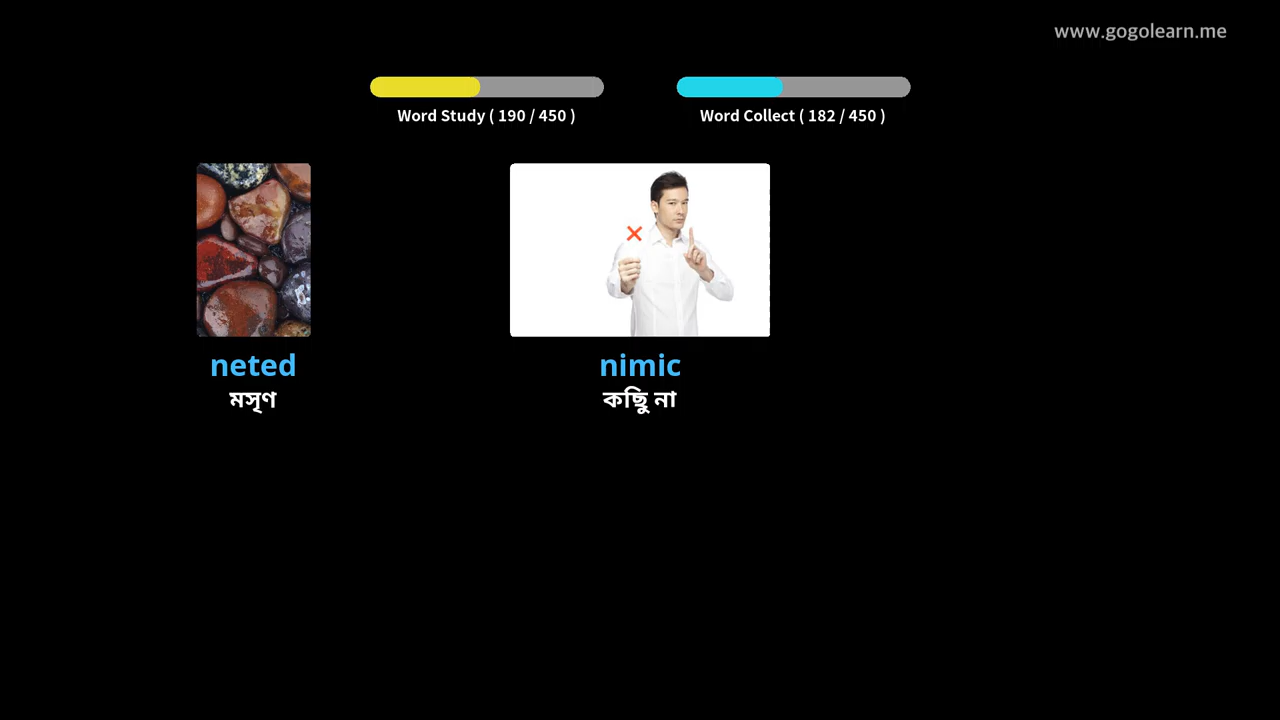 www.gogolearn.me
Word Study ( 190 / 450 )
Word Collect ( 182 / 450 )
neted
মসৃণ
nimic
কিছু না